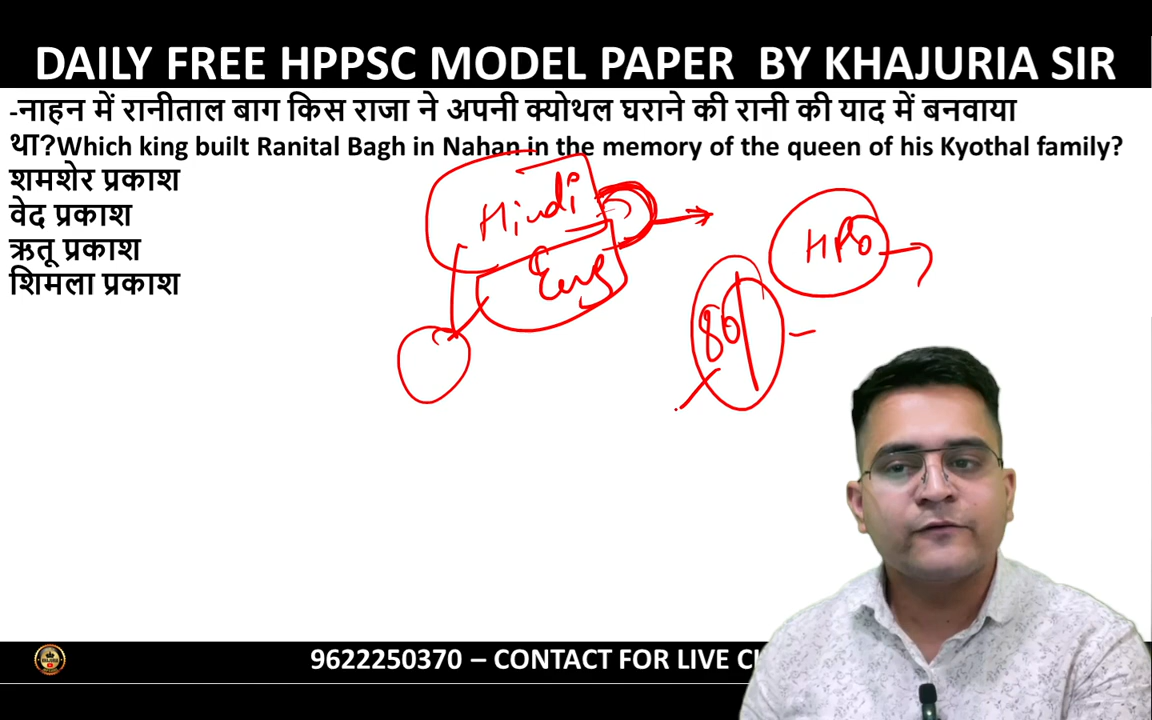 DAILY FREE HPPSC MODEL PAPER BY KHAJURIA SIR
-नाहन में रानीताल बाग किस राजा ने अपनी क्योथल घराने की रानी की याद में बनवाया
था?Which king built Ranital Bagh in Nahan in the memory of the queen of his Kyothal family?
शमशेर प्रकाश
वेद प्रकाश
ऋतू प्रकाश
शिमला प्रकाश
Hindi
Eng
80
9622250370 – CONTACT FOR LIVE